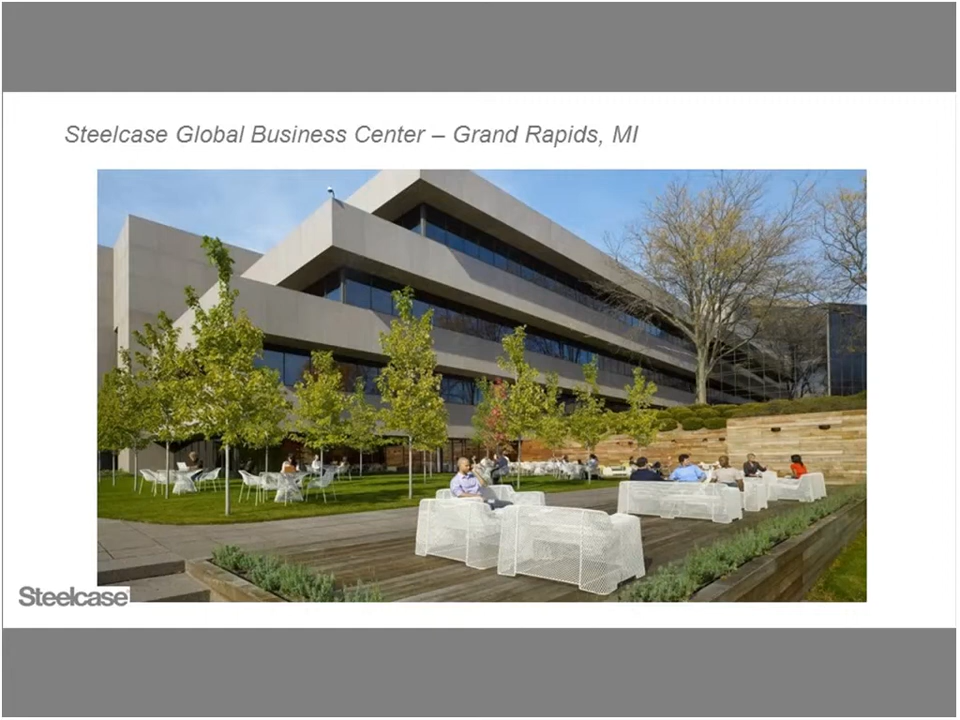 Steelcase Global Business Center – Grand Rapids, MI
Steelcase